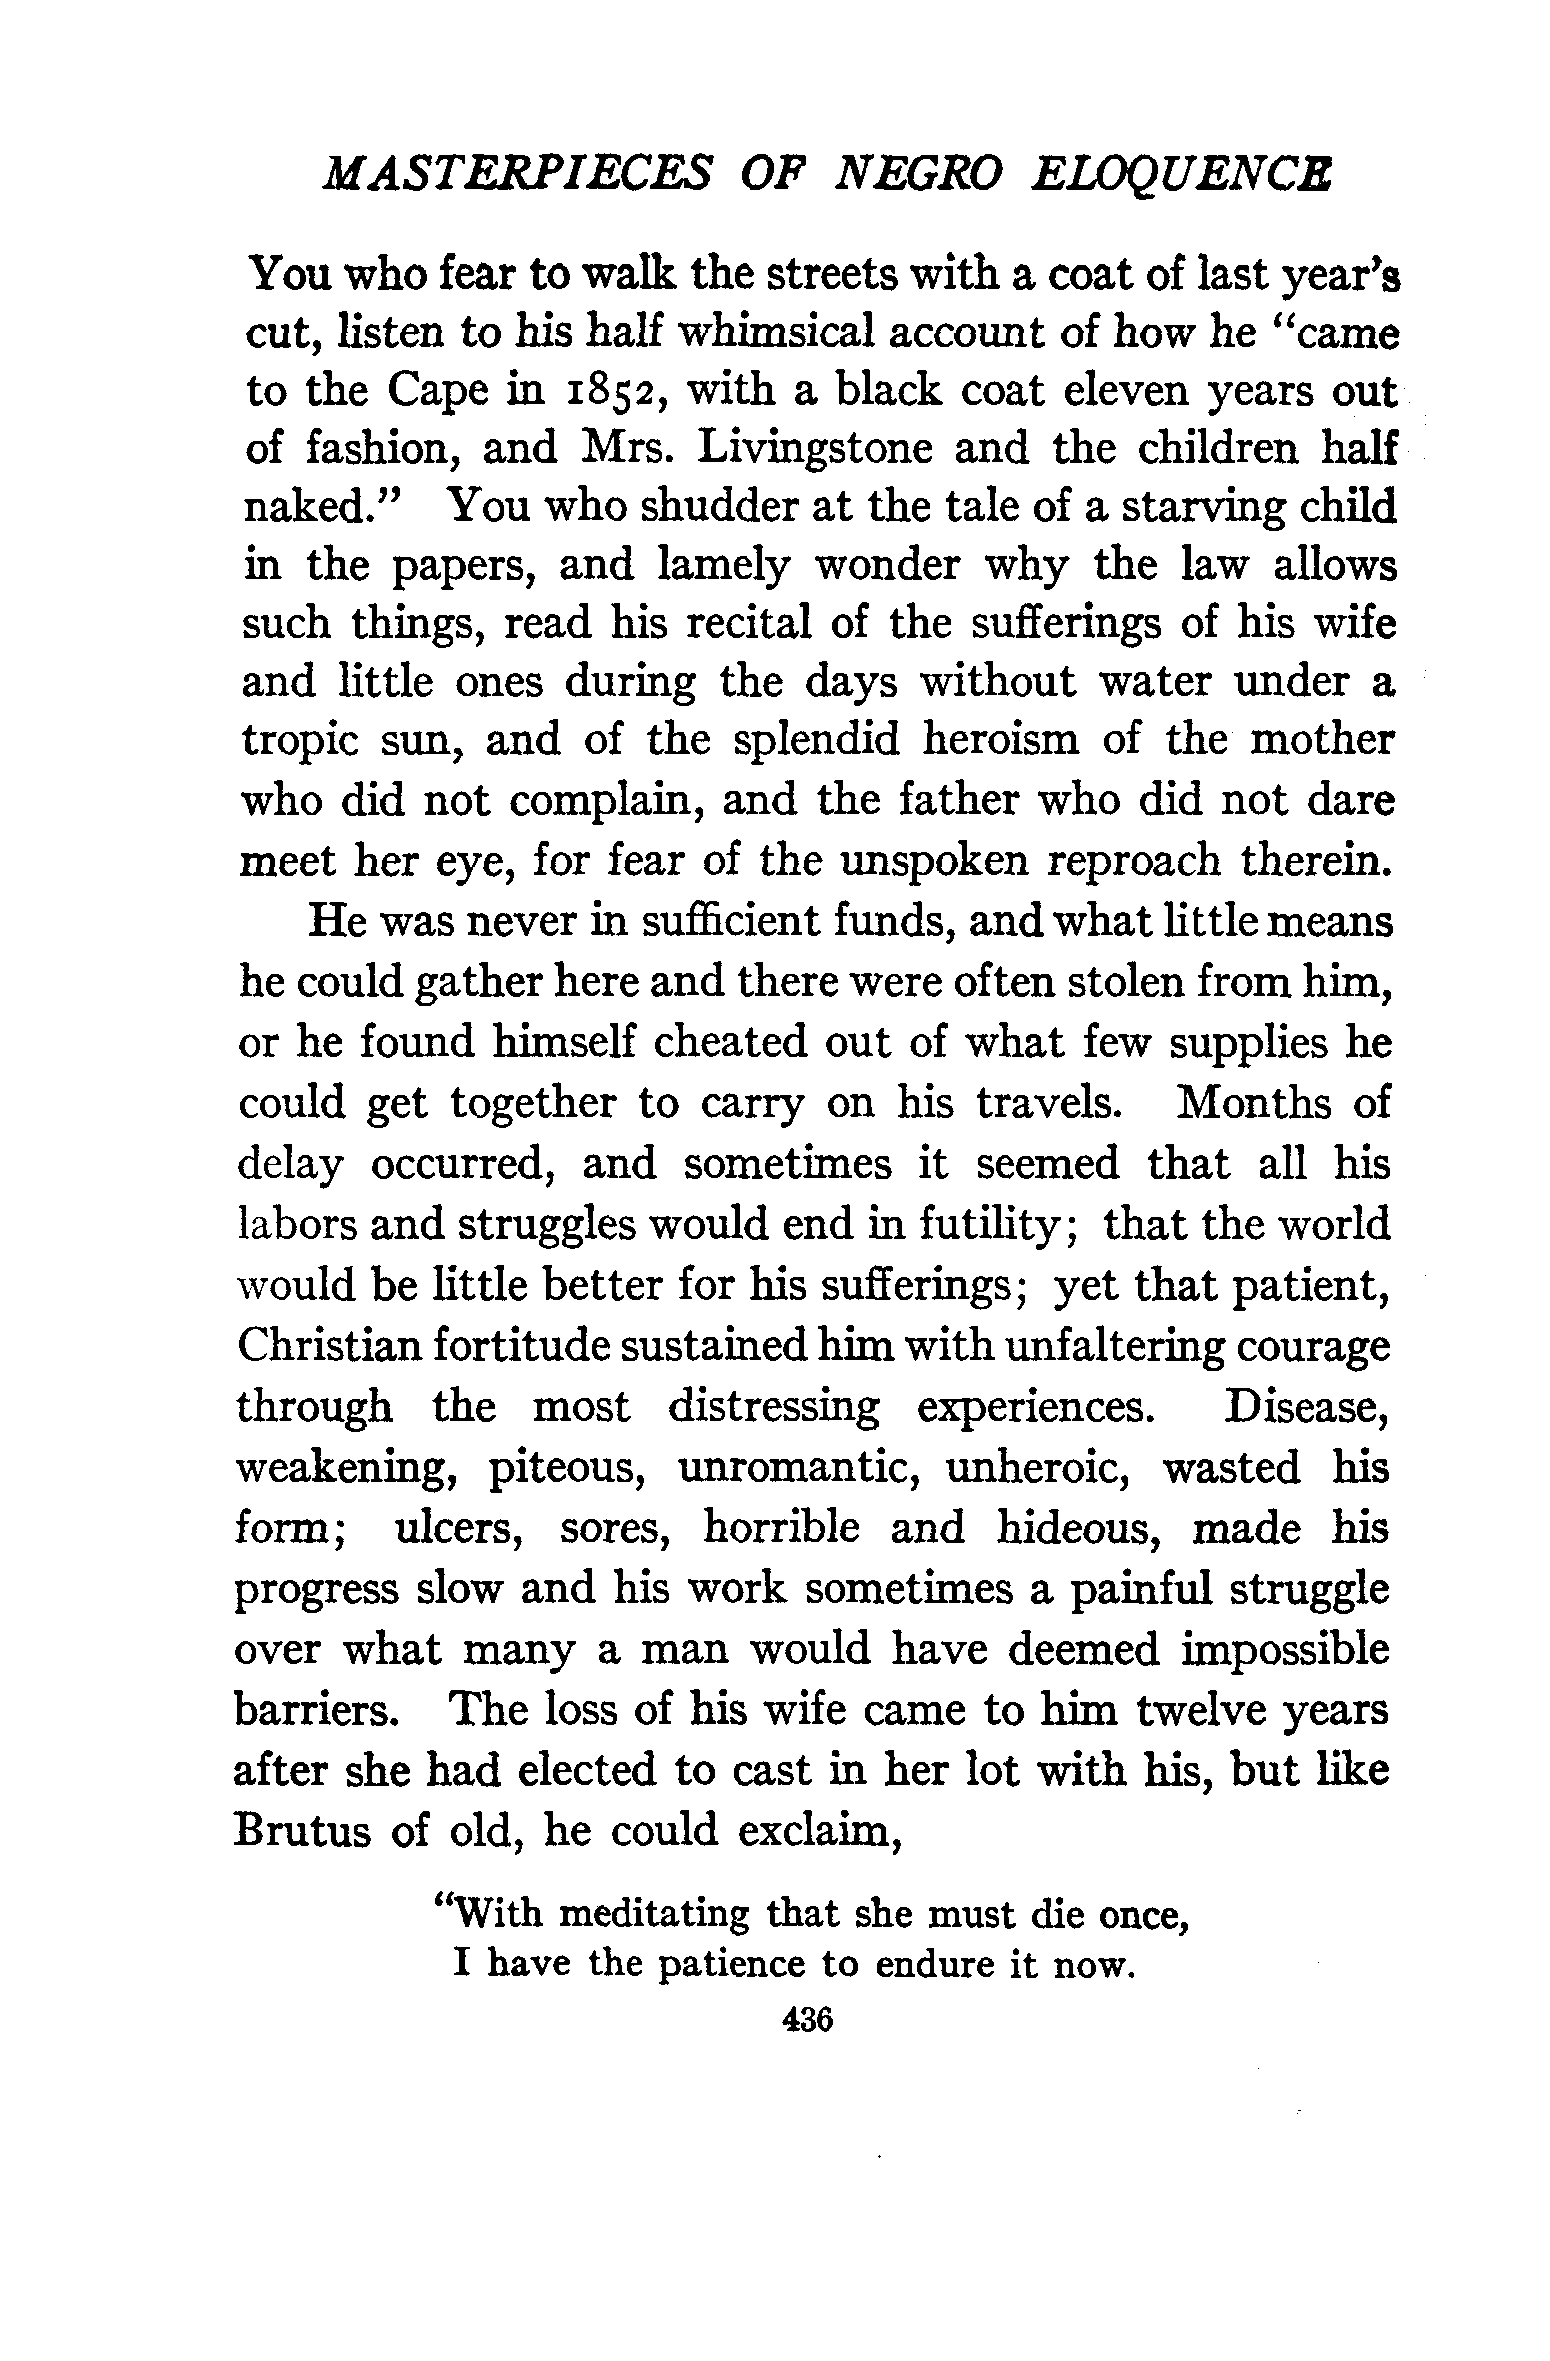 MASTERPIECES OF NEGRO ELOQUENCE
You who fear to walk the streets with a coat of last year's
cut, listen to his half whimsical account of how he "came
to the Cape in 1852, with a black coat eleven years out
of fashion, and Mrs. Livingstone and the children half
naked." You who shudder at the tale of a starving child
in the papers, and lamely wonder why the law allows
such things, read his recital of the sufferings of his wife
and little ones during the days without water under a
tropic sun, and of the splendid heroism of the mother
who did not complain, and the father who did not dare
meet her eye, for fear of the unspoken reproach therein.
He was never in sufficient funds, and what little means
he could gather here and there were often stolen from him,
or he found himself cheated out of what few supplies he
could get together to carry on his travels. Months of
delay occurred, and sometimes it seemed that all his
labors and struggles would end in futility; that the world
would be little better for his sufferings; yet that patient,
Christian fortitude sustained him with unfaltering courage
through the most distressing experiences. Disease,
weakening, piteous, unromantic, unheroic, wasted his
form; ulcers, sores, horrible and hideous, made his
progress slow and his work sometimes a painful struggle
over what many a man would have deemed impossible
barriers. The loss of his wife came to him twelve years
after she had elected to cast in her lot with his, but like
Brutus of old, he could exclaim,
"With meditating that she must die once,
I have the patience to endure it now.
436